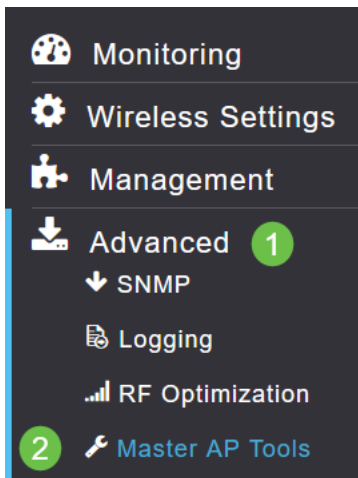 Monitoring
Wireless Settings
Management
Advanced 1
SNMP
Logging
RF Optimization
2 Master AP Tools